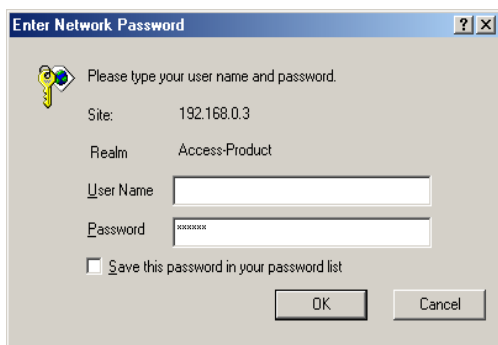 Enter Network Password
? X
Please type your user name and password.
Site: 192.168.0.3
Realm Access-Product
User Name
Password xxxxxx
Save this password in your password list
OK Cancel